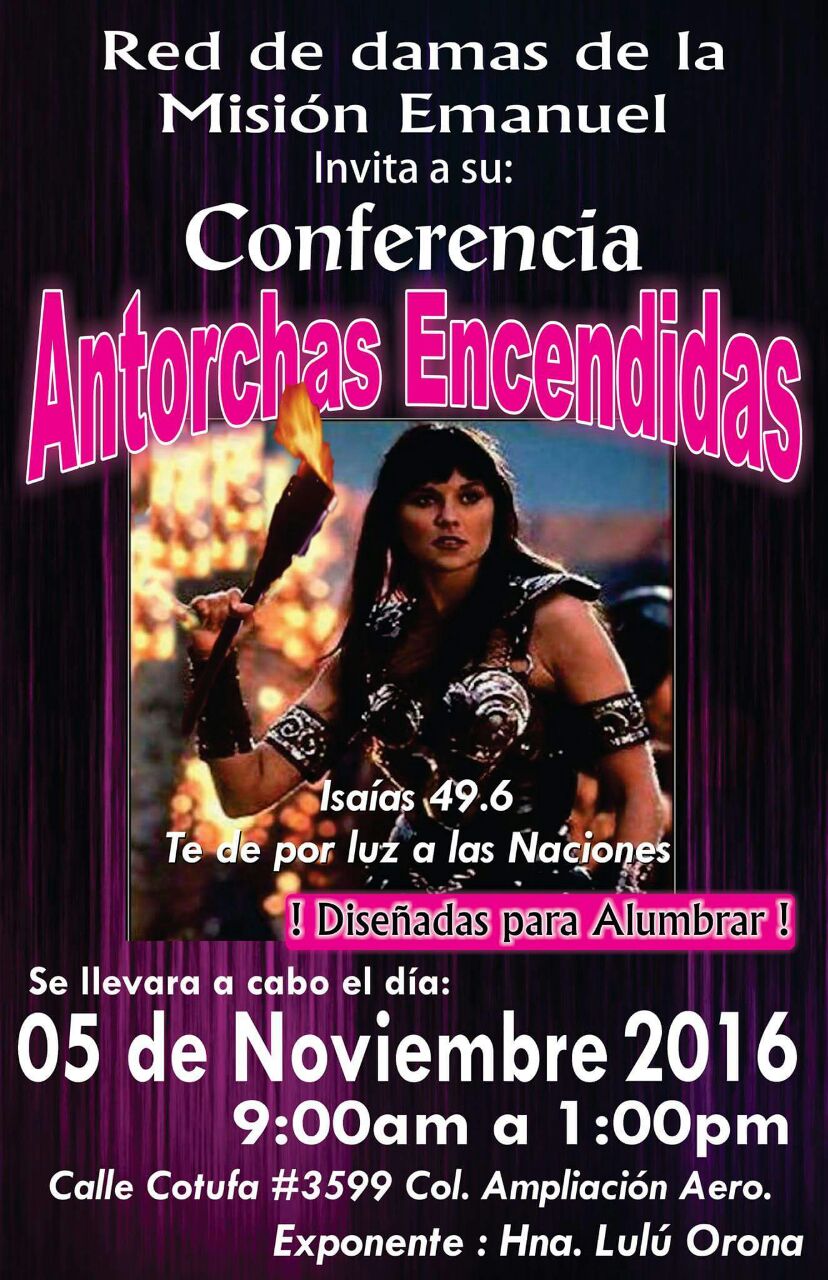 Red de damas de la
Misión Emanuel
Invita a su:
Conferencia
Antorchas Encendidas
Isaías 49.6
Te de por luz a las Naciones
! Diseñadas para Alumbrar !
Se llevara a cabo el día:
05 de Noviembre 2016
9:00am a 1:00pm
Calle Cotufa #3599 Col. Ampliación Aero.
Exponente : Hna. Lulú Orona